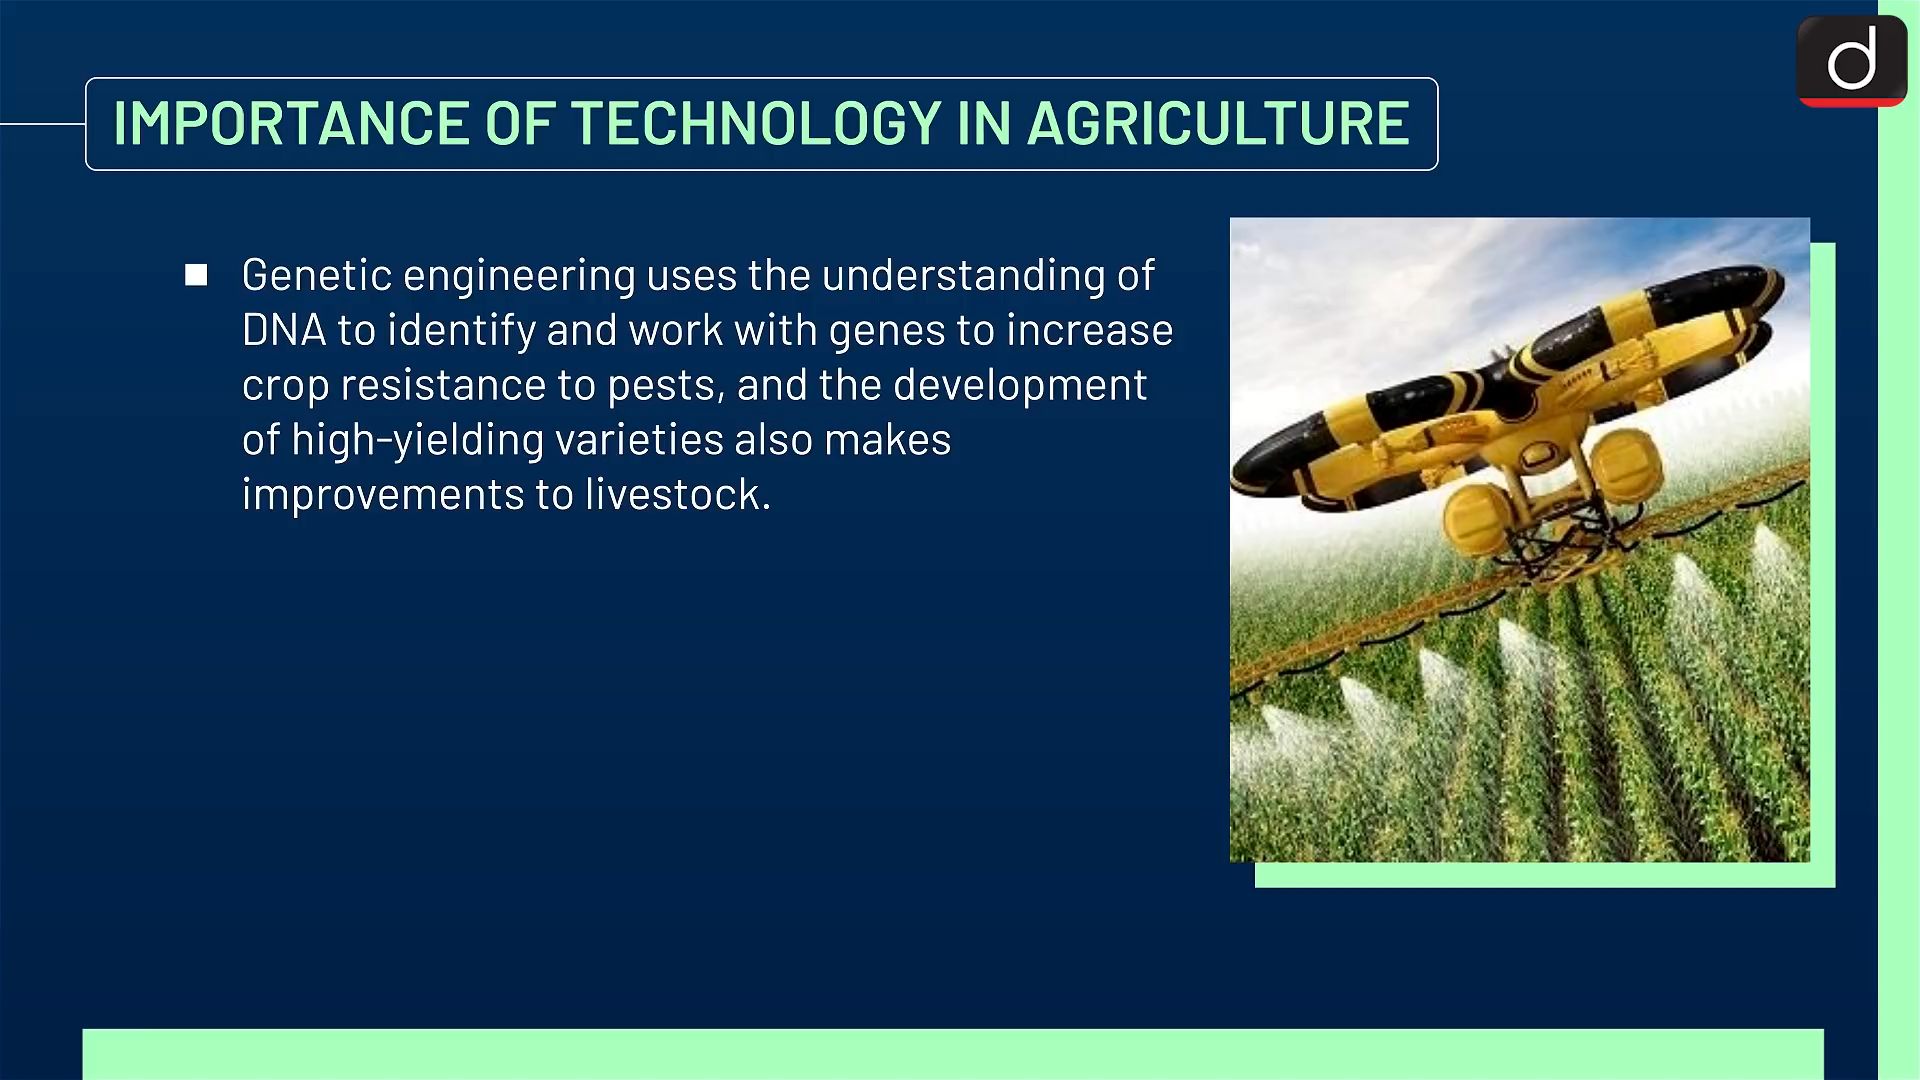 IMPORTANCE OF TECHNOLOGY IN AGRICULTURE
Genetic engineering uses the understanding of
DNA to identify and work with genes to increase
crop resistance to pests, and the development
of high-yielding varieties also makes
improvements to livestock.
d